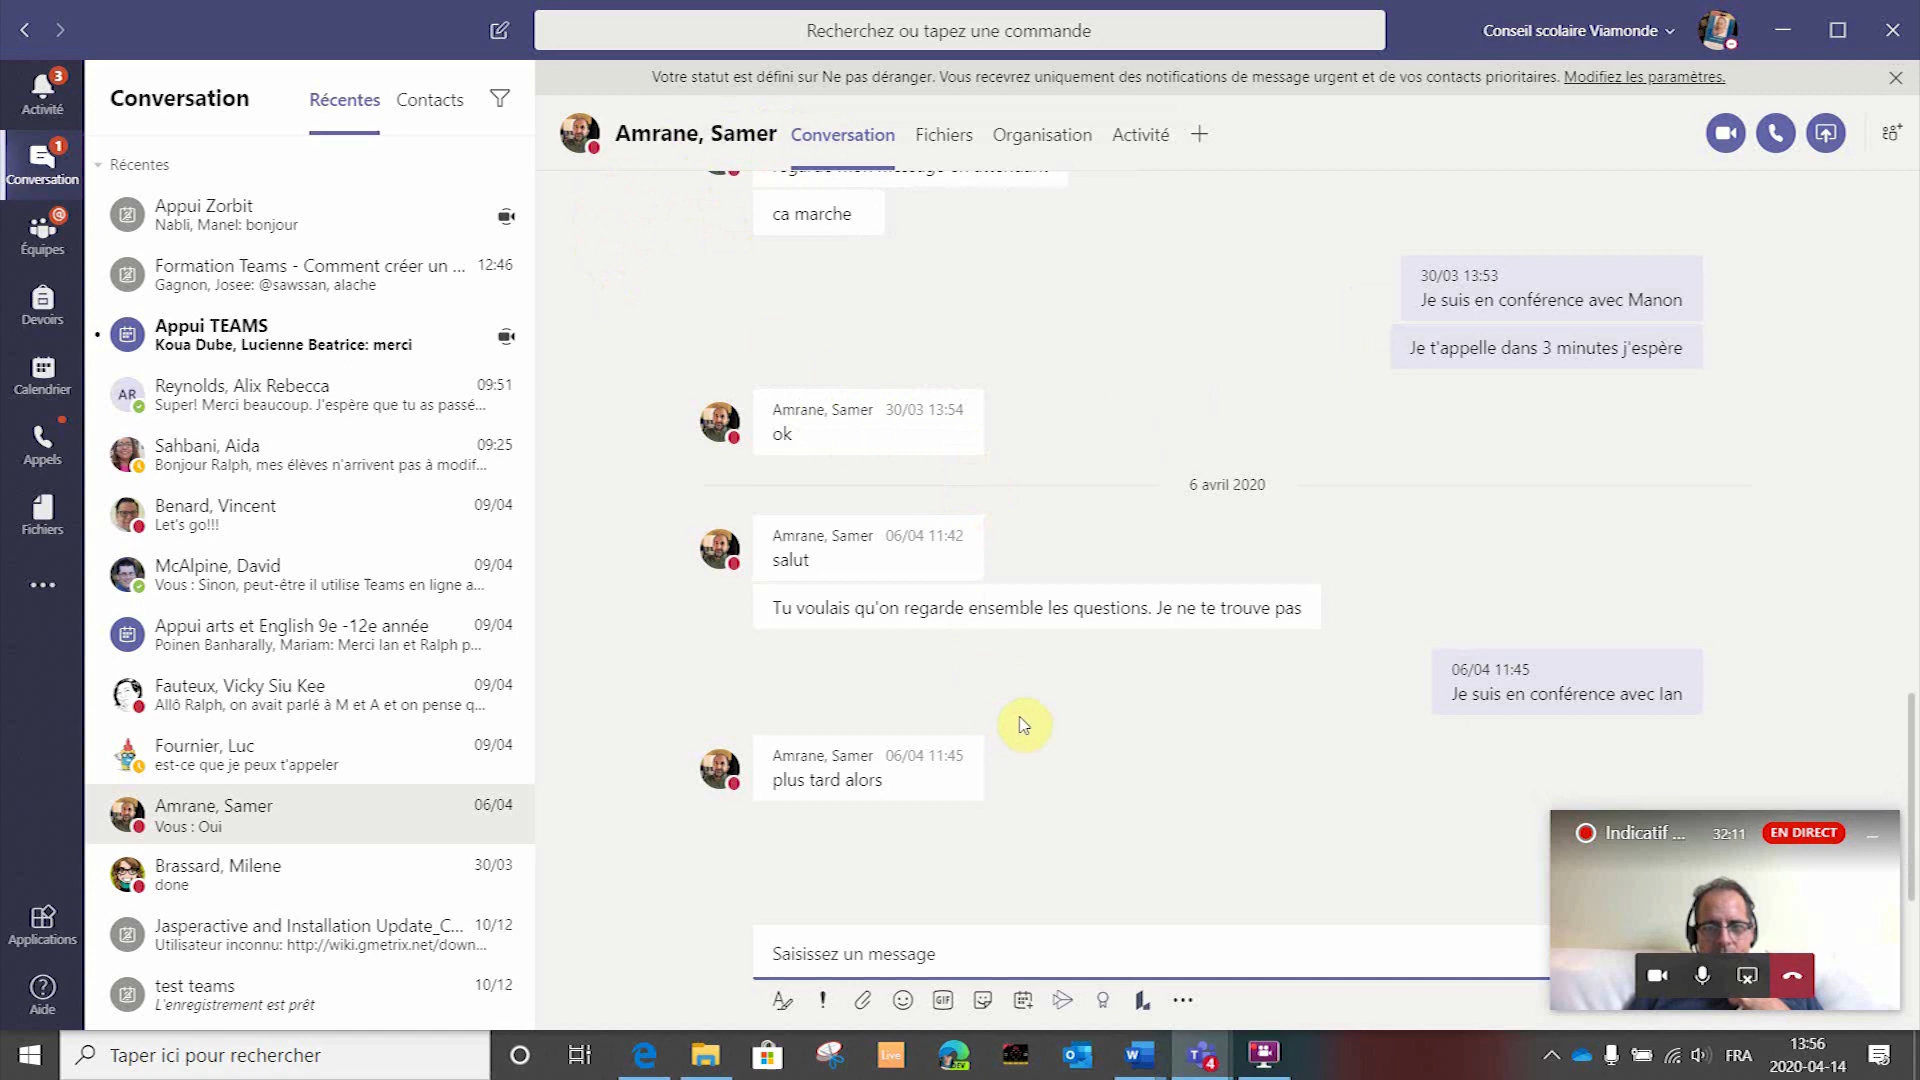 Recherchez ou tapez une commande
Conseil scolaire Viamonde
Votre statut est défini sur Ne pas déranger. Vous recevrez uniquement des notifications de message urgent et de vos contacts prioritaires. Modifiez les paramètres.
3
Activité
1
Conversation
@
Équipes
Devoirs
Calendrier
Appels
Fichiers
Applications
Aide
Conversation
Récentes
Contacts
Récentes
Appui Zorbit
Nabli, Manel: bonjour
Formation Teams - Comment créer un ... 12:46
Gagnon, Josee: @sawssan, alache
Appui TEAMS
Koua Dube, Lucienne Beatrice: merci
AR
Reynolds, Alix Rebecca 09:51
Super! Merci beaucoup. J'espère que tu as passé...
Sahbani, Aida 09:25
Bonjour Ralph, mes élèves n'arrivent pas à modif...
Benard, Vincent 09/04
Let's go!!!
McAlpine, David 09/04
Vous : Sinon, peut-être il utilise Teams en ligne a...
Appui arts et English 9e -12e année 09/04
Poinen Banharally, Mariam: Merci Ian et Ralph p...
Fauteux, Vicky Siu Kee 09/04
Allô Ralph, on avait parlé à M et A et on pense q...
Fournier, Luc 09/04
est-ce que je peux t'appeler
Amrane, Samer 06/04
Vous : Oui
Brassard, Milene 30/03
done
Jasperactive and Installation Update_C... 10/12
Utilisateur inconnu: http://wiki.gmetrix.net/down...
test teams 10/12
L'enregistrement est prêt
Amrane, Samer
Conversation
Fichiers
Organisation
Activité
regarde mon message en attendant
ca marche
30/03 13:53
Je suis en conférence avec Manon
Je t'appelle dans 3 minutes j'espère
Amrane, Samer 30/03 13:54
ok
6 avril 2020
Amrane, Samer 06/04 11:42
salut
Tu voulais qu'on regarde ensemble les questions. Je ne te trouve pas
06/04 11:45
Je suis en conférence avec Ian
Amrane, Samer 06/04 11:45
plus tard alors
Indicatif ... 32:11 EN DIRECT
Saisissez un message
GIF
Taper ici pour rechercher
Live
DEV
4
FRA
13:56
2020-04-14